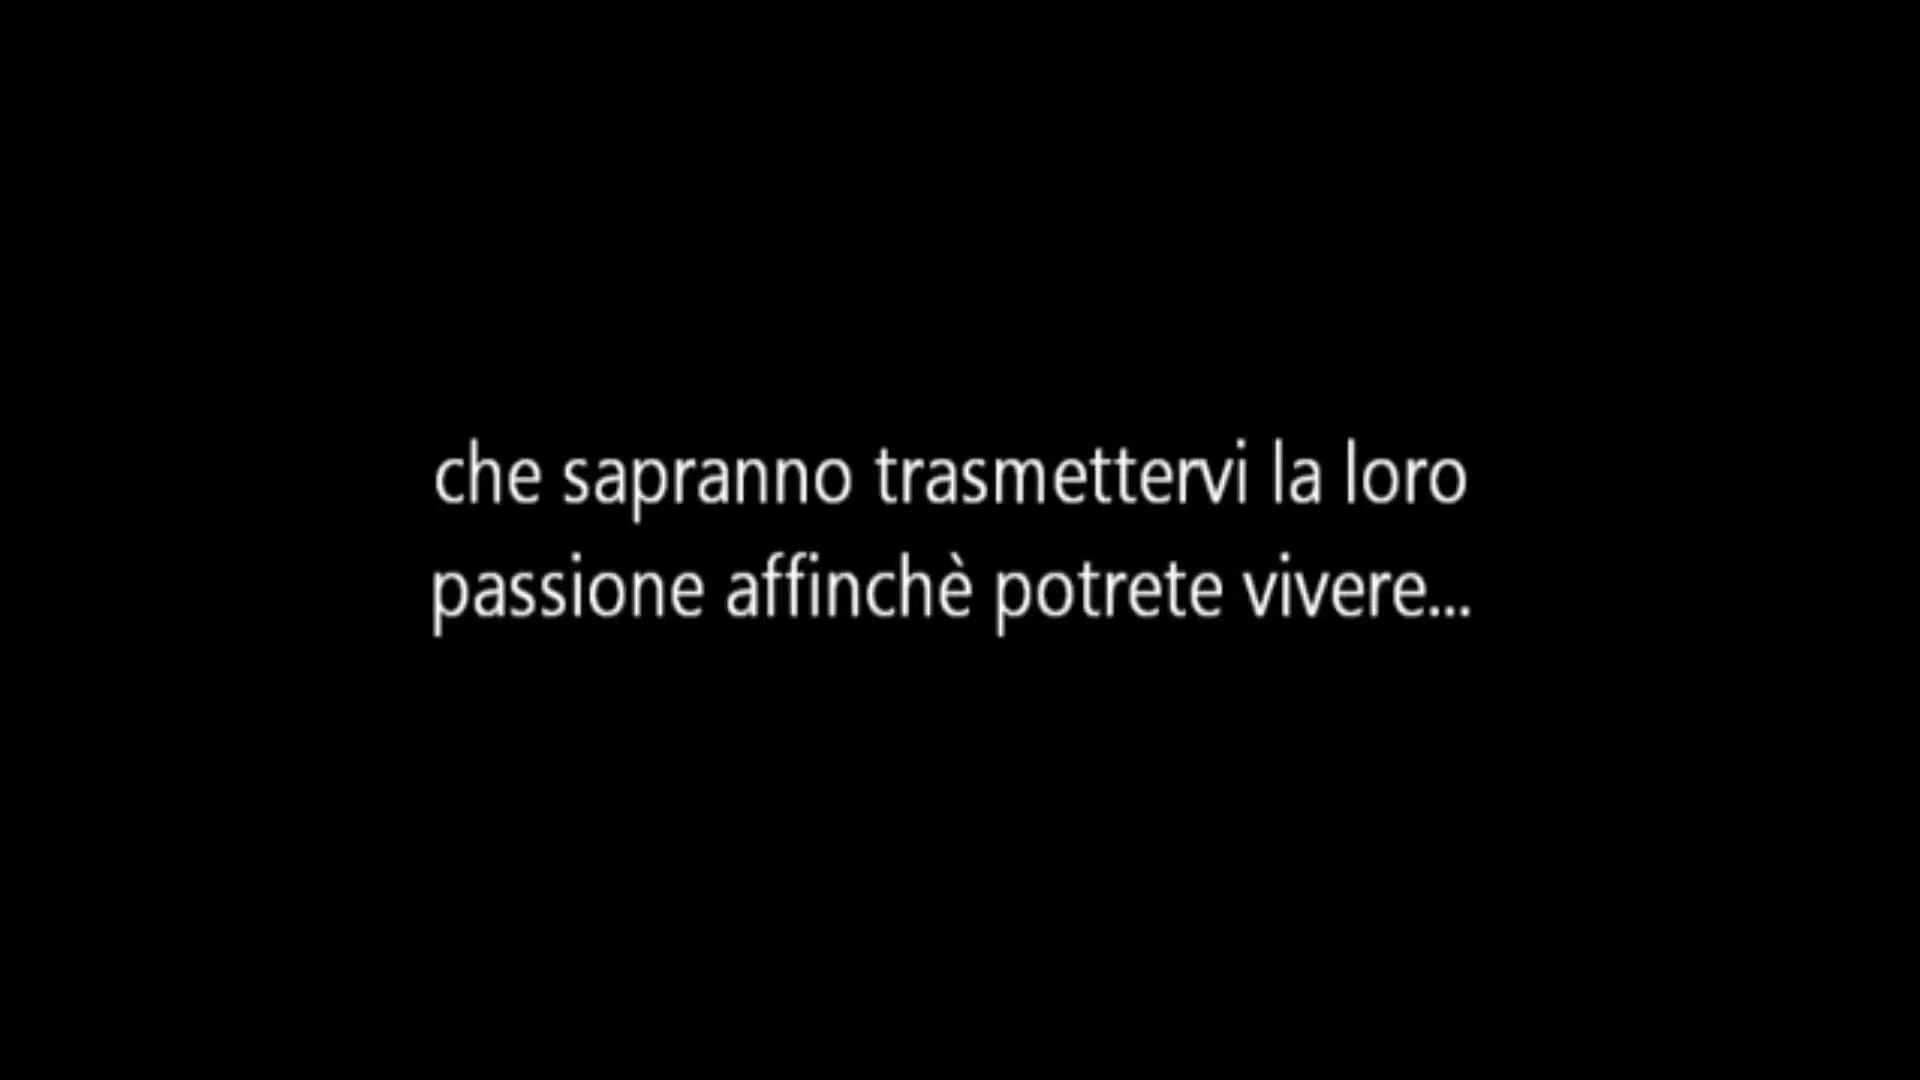 che sapranno trasmettervi la loro
passione affinchè potrete vivere...